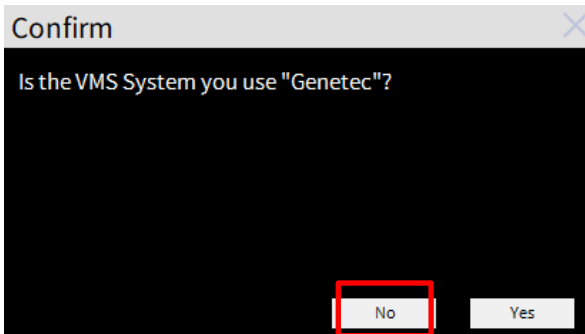 Confirm
Is the VMS System you use "Genetec"?
No
Yes